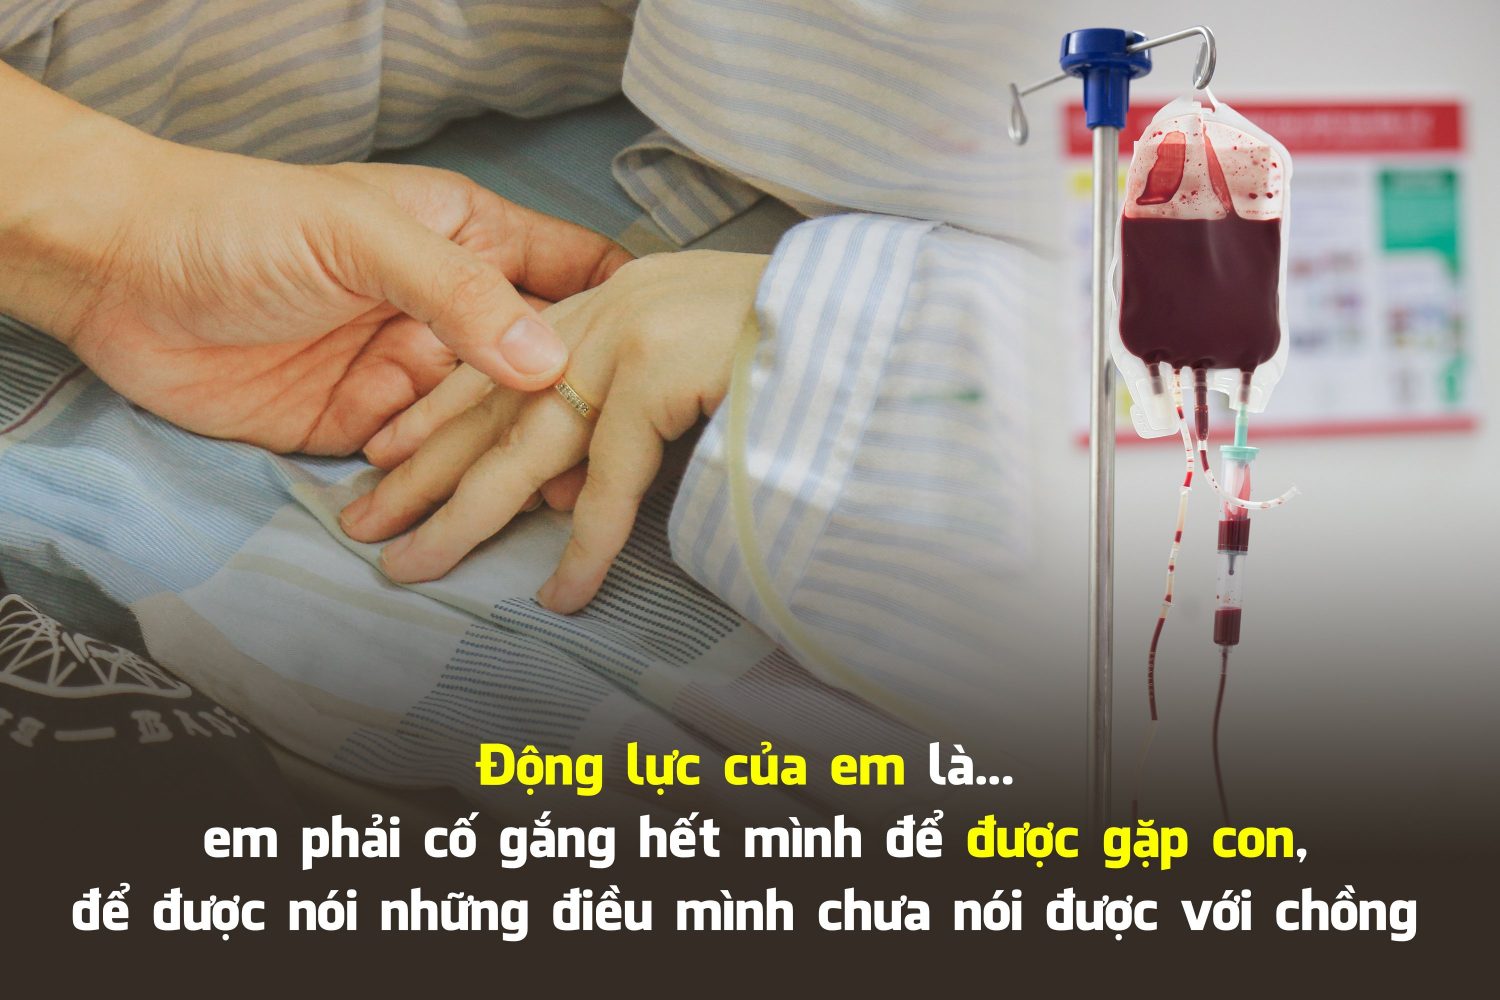 Động lực của em là...
em phải cố gắng hết mình để được gặp con,
để được nói những điều mình chưa nói được với chồng